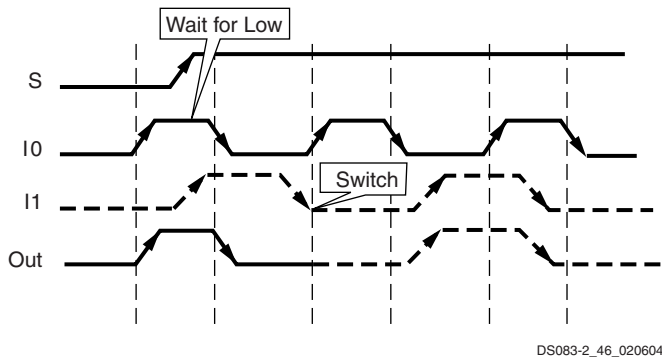 Wait for Low
S
I0
I1
Switch
Out
DS083-2_46_020604